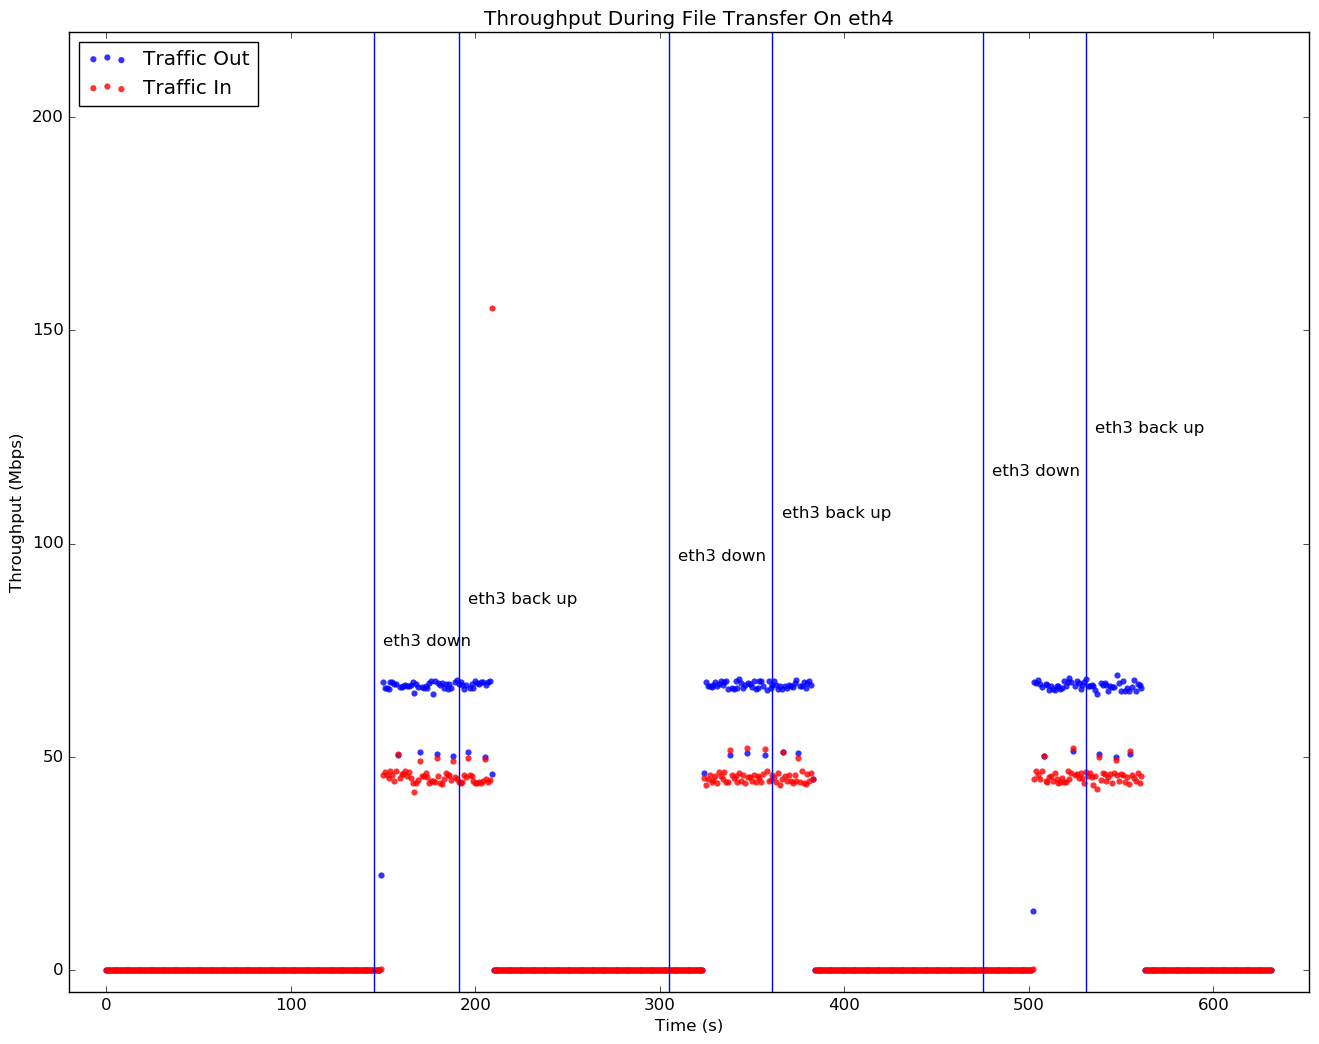 Throughput During File Transfer On eth4
Traffic Out
Traffic In
200
150
100
50
0
Throughput (Mbps)
eth3 back up
eth3 down
eth3 back up
eth3 down
eth3 back up
eth3 down
0 100 200 300 400 500 600
Time (s)